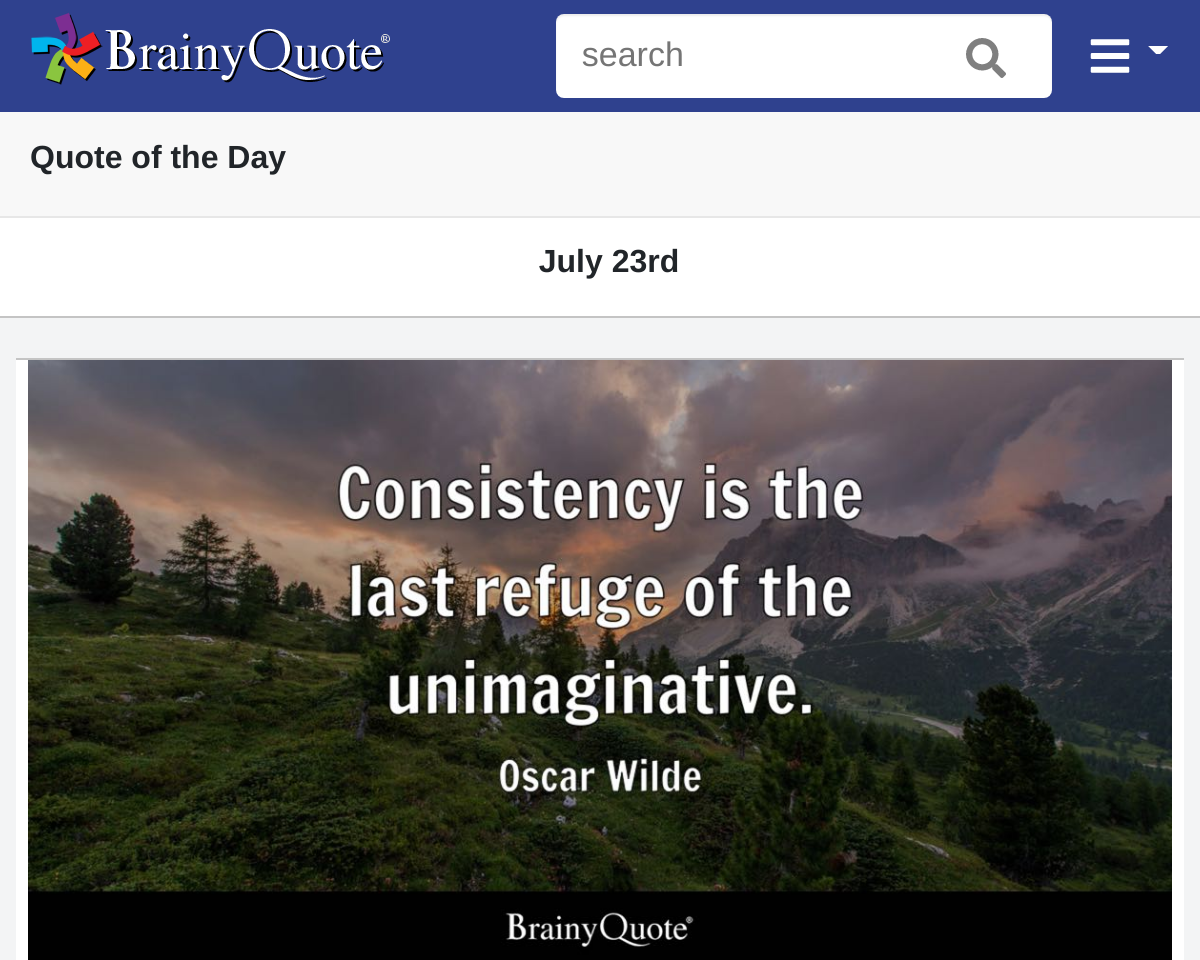 BrainyQuote®
search
Quote of the Day
July 23rd
Consistency is the
last refuge of the
unimaginative.
Oscar Wilde
BrainyQuote®